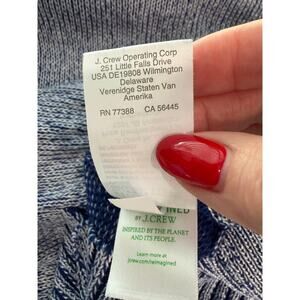 J. Crew Operating Corp
251 Little Falls Drive
USA DE19808 Wilmington
Delaware
Verenidge Staten Van
Amerika
RN 77388 CA 56445
INED
BY J.CREW
INSPIRED BY THE PLANET
AND ITS PEOPLE.
Learn more at
jcrew.com/reimagined